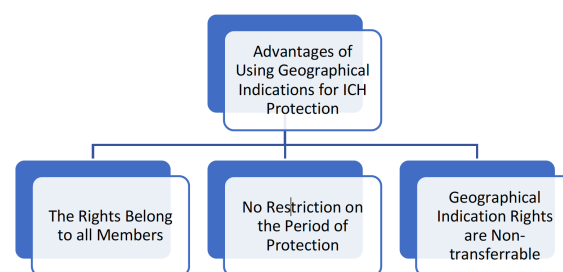 Advantages of
Using Geographical
Indications for ICH
Protection
The Rights Belong
to all Members
No Restriction on
the Period of
Protection
Geographical
Indication Rights
are Non-
transferrable